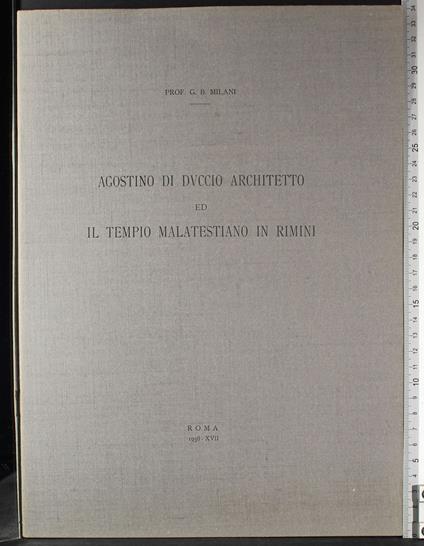 PROF. G. B. MILANI
AGOSTINO DI DVCCIO ARCHITETTO
ED
IL TEMPIO MALATESTIANO IN RIMINI
ROMA
1938 - XVII